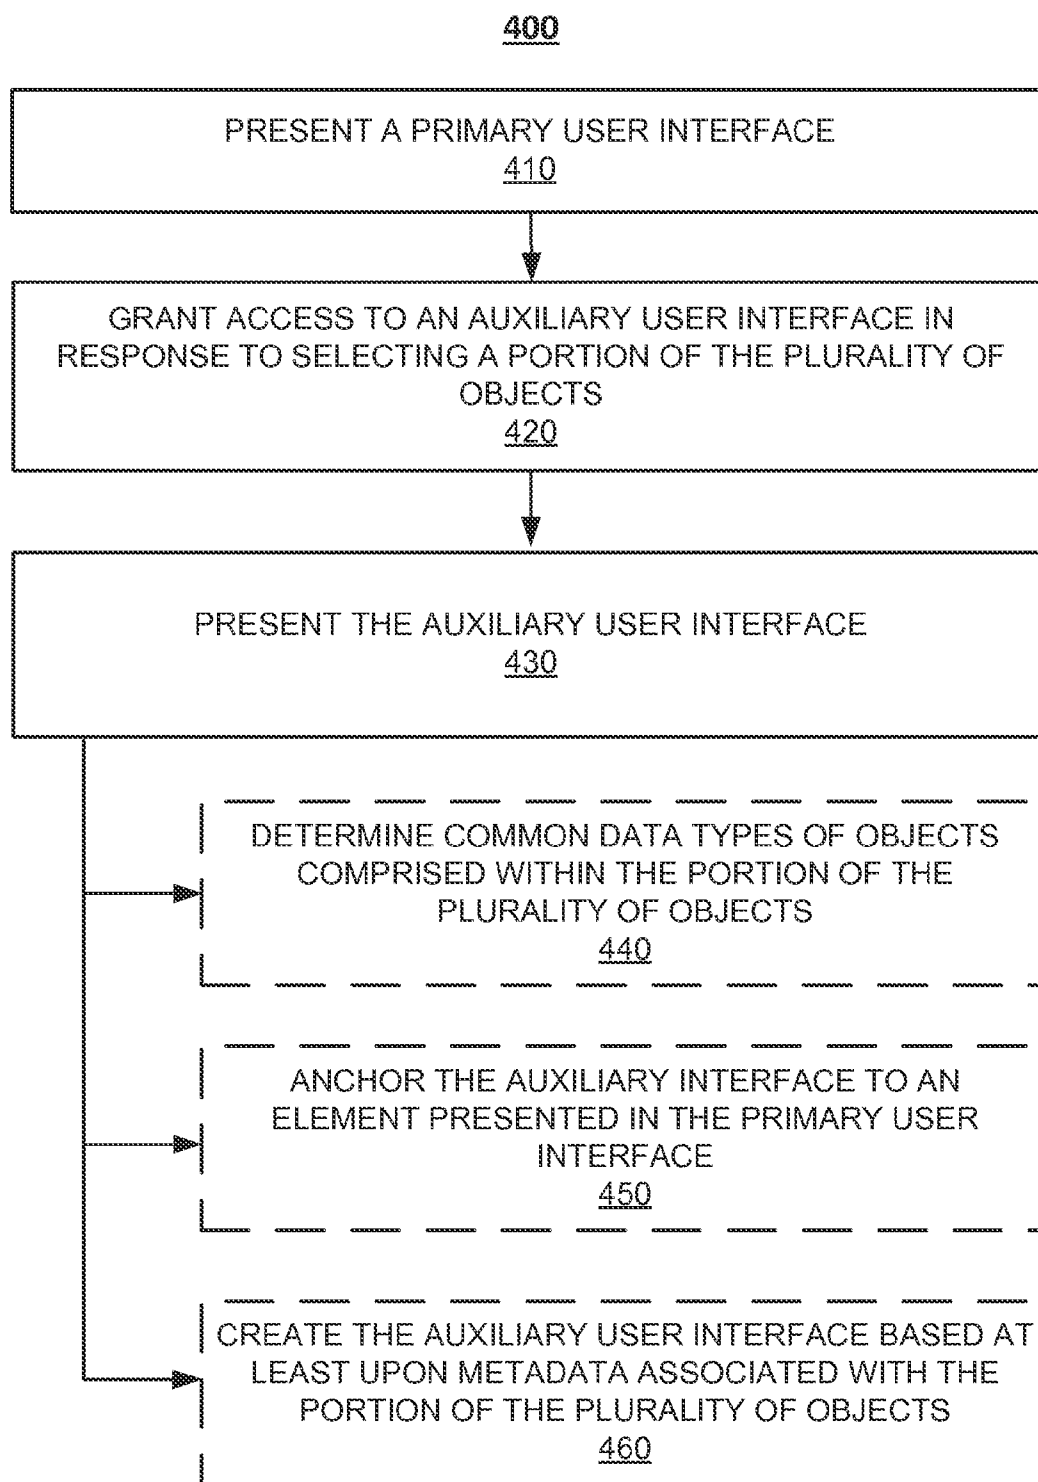 400
PRESENT A PRIMARY USER INTERFACE
410
GRANT ACCESS TO AN AUXILIARY USER INTERFACE IN
RESPONSE TO SELECTING A PORTION OF THE PLURALITY OF
OBJECTS
420
PRESENT THE AUXILIARY USER INTERFACE
430
DETERMINE COMMON DATA TYPES OF OBJECTS
COMPRISED WITHIN THE PORTION OF THE
PLURALITY OF OBJECTS
440
ANCHOR THE AUXILIARY INTERFACE TO AN
ELEMENT PRESENTED IN THE PRIMARY USER
INTERFACE
450
CREATE THE AUXILIARY USER INTERFACE BASED AT
LEAST UPON METADATA ASSOCIATED WITH THE
PORTION OF THE PLURALITY OF OBJECTS
460